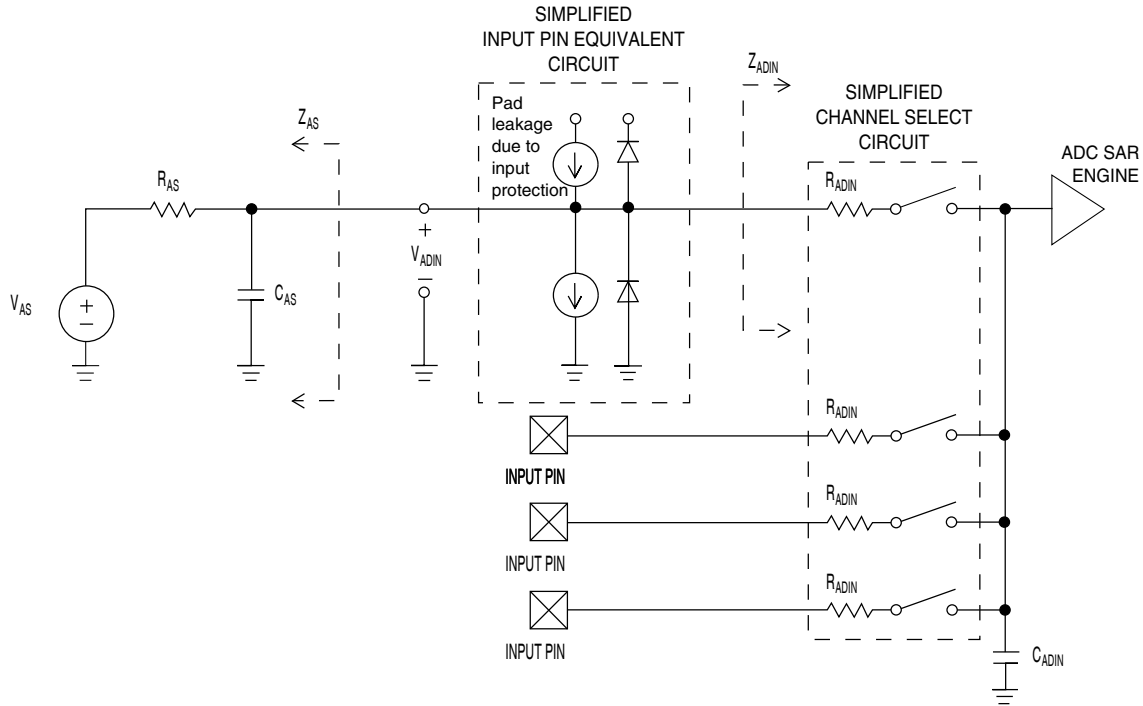 SIMPLIFIED
INPUT PIN EQUIVALENT
CIRCUIT
Pad
leakage
due to
input
protection
Z_ADIN
SIMPLIFIED
CHANNEL SELECT
CIRCUIT
ADC SAR
ENGINE
Z_AS
R_AS
R_ADIN
+
V_ADIN
–
V_AS
+
–
C_AS
R_ADIN
INPUT PIN
R_ADIN
INPUT PIN
R_ADIN
INPUT PIN
C_ADIN